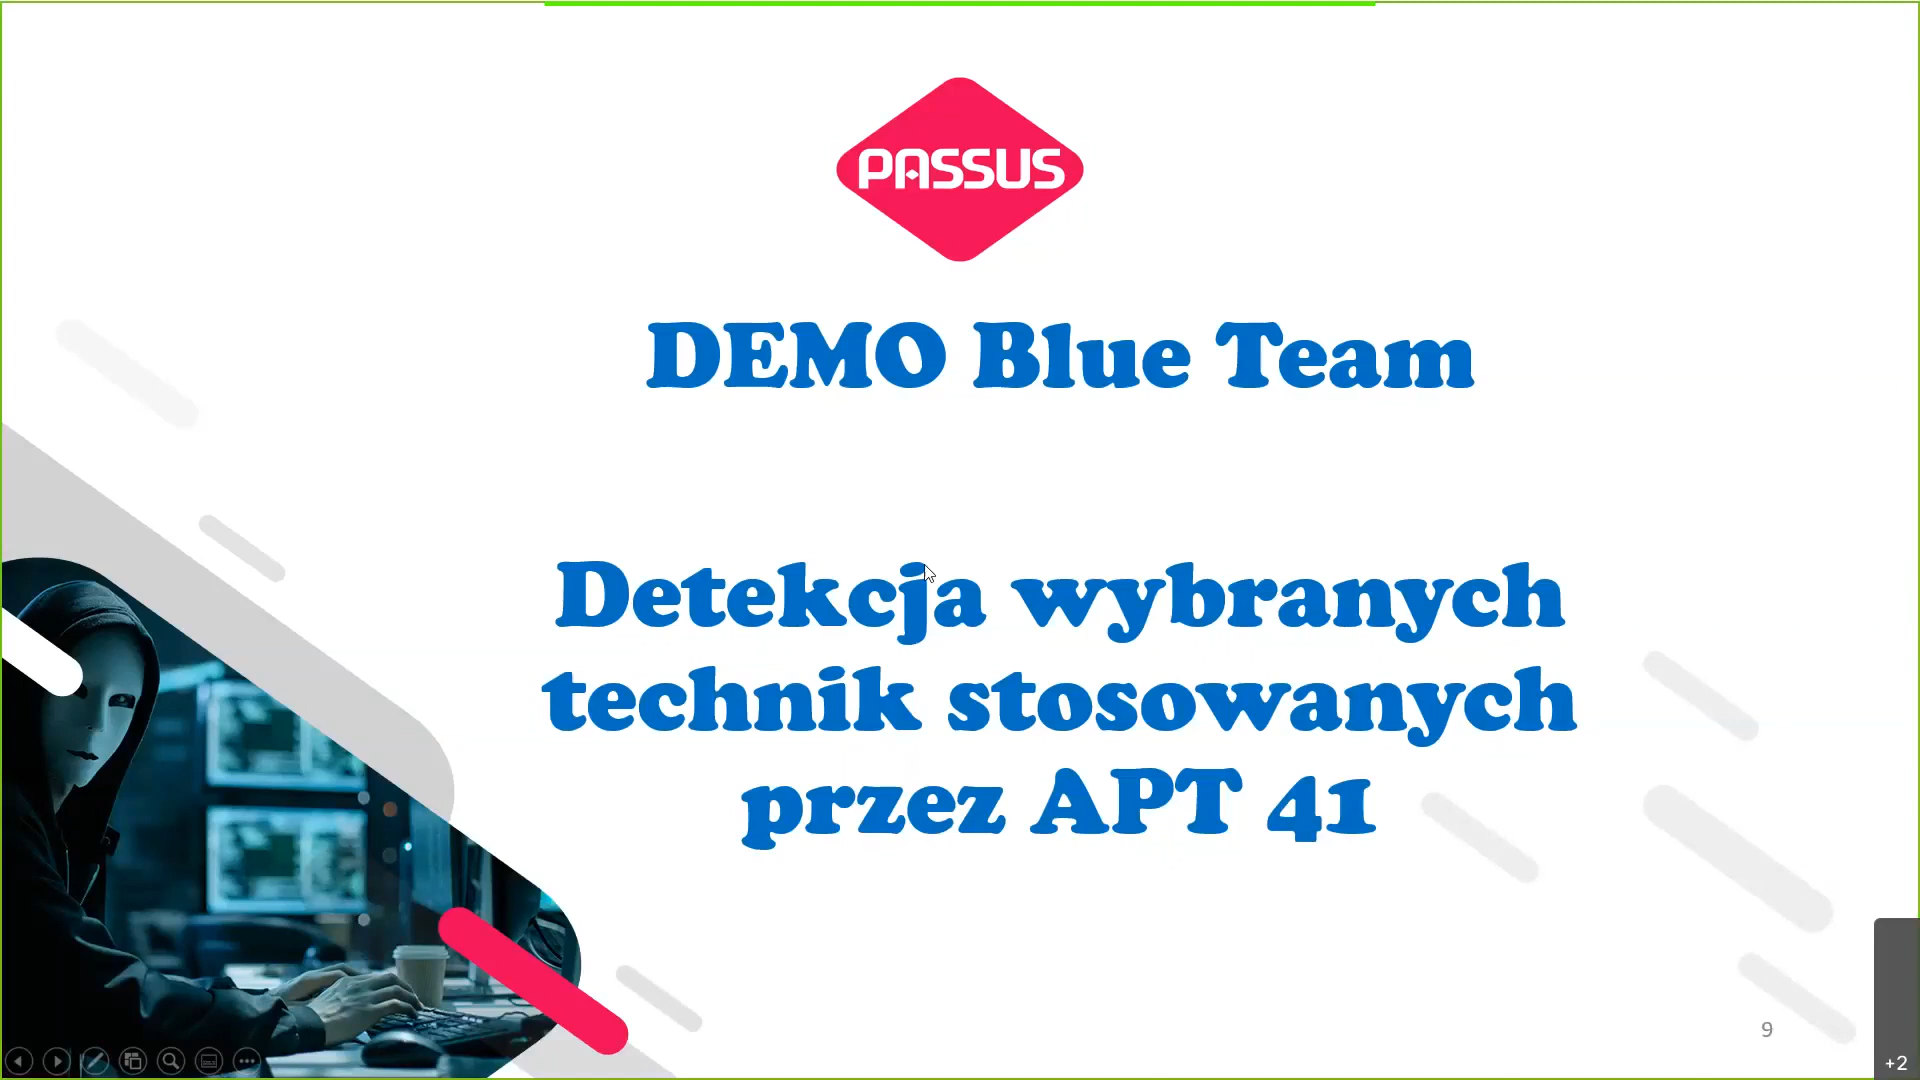 PASSUS
DEMO Blue Team
Detekcja wybranych
technik stosowanych
przez APT 41
9
+2